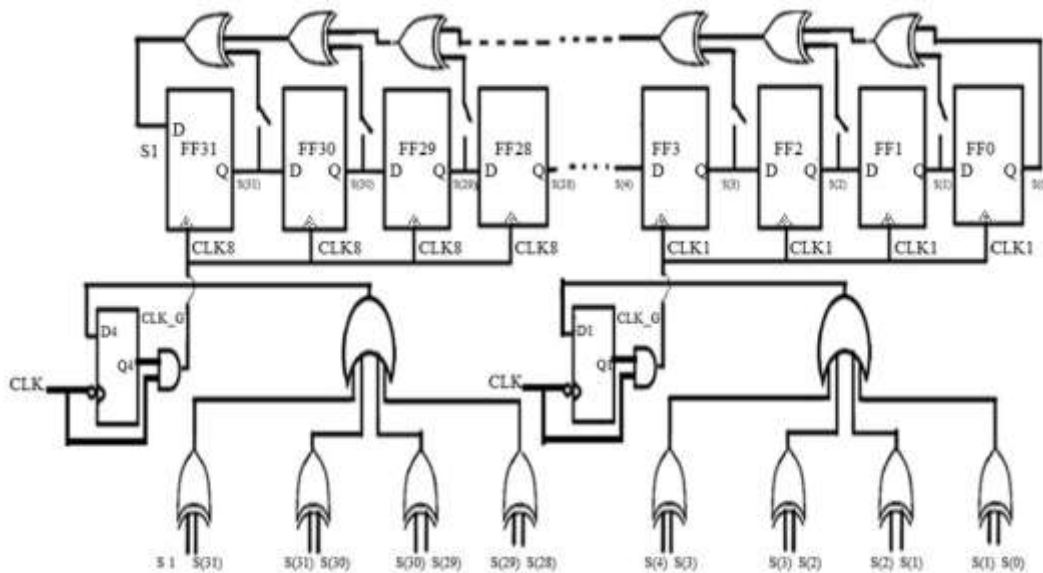 D
S1 FF31 FF30 FF29 FF28 FF3 FF2 FF1 FF0
Q D Q D Q D Q D Q D Q D Q D Q
S(31) S(30) S(29) S(28) S(4) S(3) S(2) S(1)
CLK8 CLK8 CLK8 CLK8 CLK1 CLK1 CLK1 CLK1
CLK_G CLK_G
D4 D1
Q4 Q1
CLK CLK
S 1 S(31) S(31) S(30) S(30) S(29) S(29) S(28) S(4) S(3) S(3) S(2) S(2) S(1) S(1) S(0)